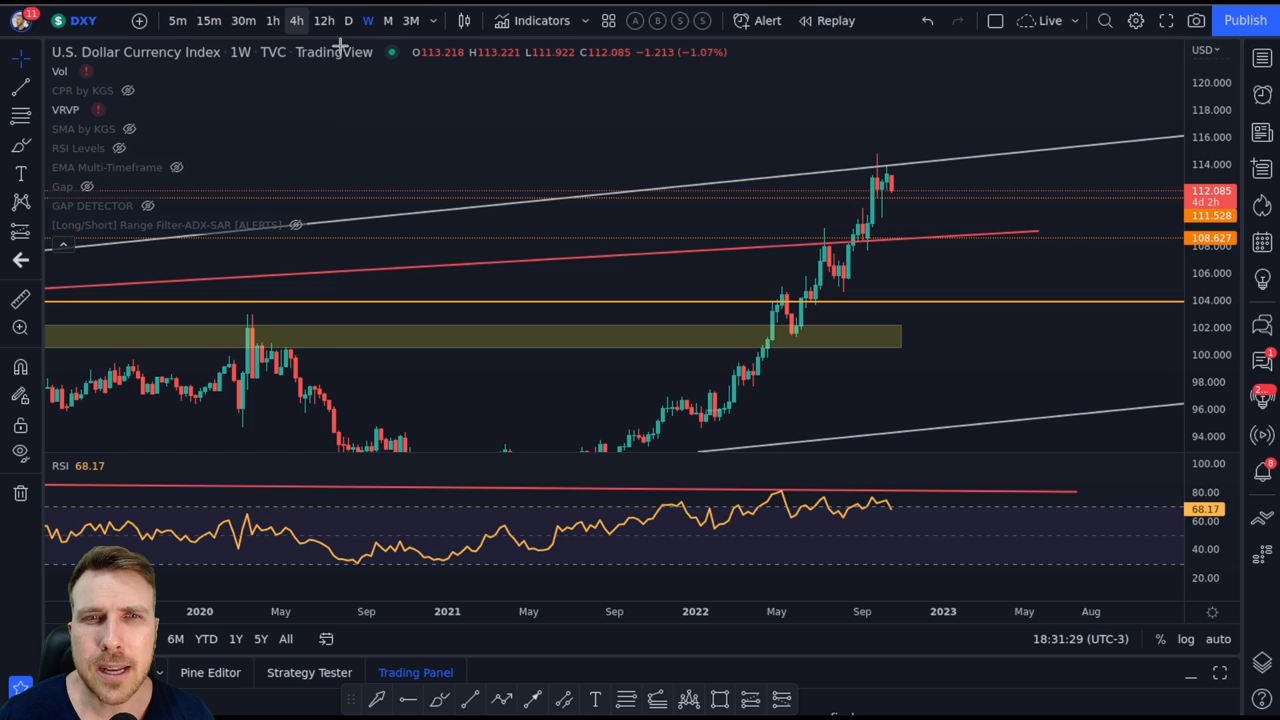 11 S DXY 5m 15m 30m 1h 4h 12h D W M 3M Indicators A B S S Alert Replay Live Publish
U.S. Dollar Currency Index · 1W · TVC · TradingView O113.218 H113.221 L111.922 C112.085 −1.213 (−1.07%) USD
Vol
CPR by KGS
VRVP
SMA by KGS
RSI Levels
EMA Multi-Timeframe
Gap
GAP DETECTOR
[Long/Short] Range Filter-ADX-SAR [ALERTS]
120.000
118.000
116.000
114.000
112.085
4d 2h
111.528
108.627
108.000
106.000
104.000
102.000
100.000
98.000
96.000
94.000
1
2...
8
RSI 68.17
100.00
80.00
68.17
60.00
40.00
20.00
2020 May Sep 2021 May Sep 2022 May Sep 2023 May Aug
6M YTD 1Y 5Y All 18:31:29 (UTC-3) % log auto
Pine Editor Strategy Tester Trading Panel